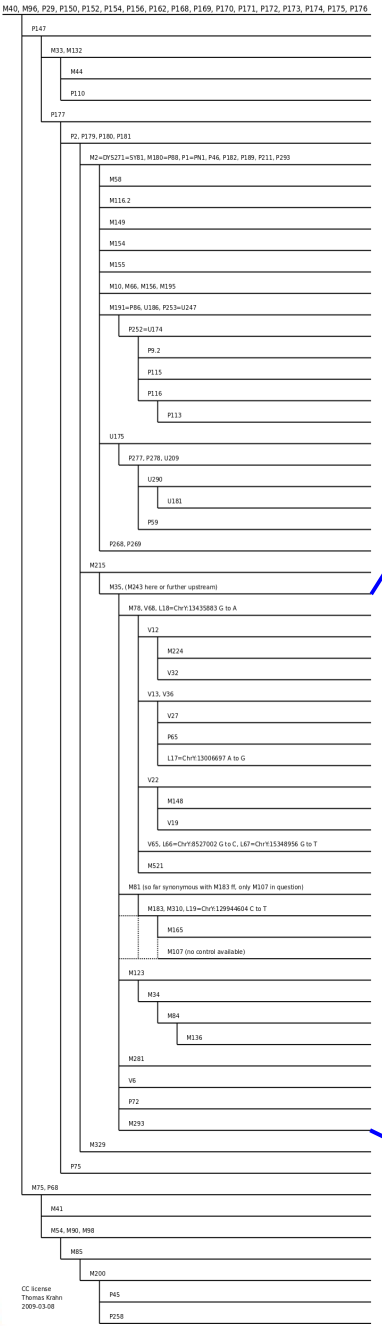 M40, M96, P29, P150, P152, P154, P156, P162, P168, P169, P170, P171, P172, P173, P174, P175, P176
P147
M33, M132
M44
P110
P177
P2, P179, P180, P181
M2=DYS271=SY81, M180=P88, P1=PN1, P46, P182, P189, P211, P293
M58
M116.2
M149
M154
M155
M10, M66, M156, M195
M191=P86, U186, P253=U247
P252=U174
P9.2
P115
P116
P113
U175
P277, P278, U209
U290
U181
P59
P268, P269
M215
M35, (M243 here or further upstream)
M78, V68, L18=ChrY:13435883 G to A
V12
M224
V32
V13, V36
V27
P65
L17=ChrY:13006697 A to G
V22
M148
V19
V65, L66=ChrY:8527002 G to C, L67=ChrY:15348956 G to T
M521
M81 (so far synonymous with M183 ff, only M107 in question)
M183, M310, L19=ChrY:129944604 C to T
M165
M107 (no control available)
M123
M34
M84
M136
M281
V6
P72
M293
M329
P75
M75, P68
M41
M54, M90, M98
M85
M200
P45
P258
CC license
Thomas Krahn
2009-03-08